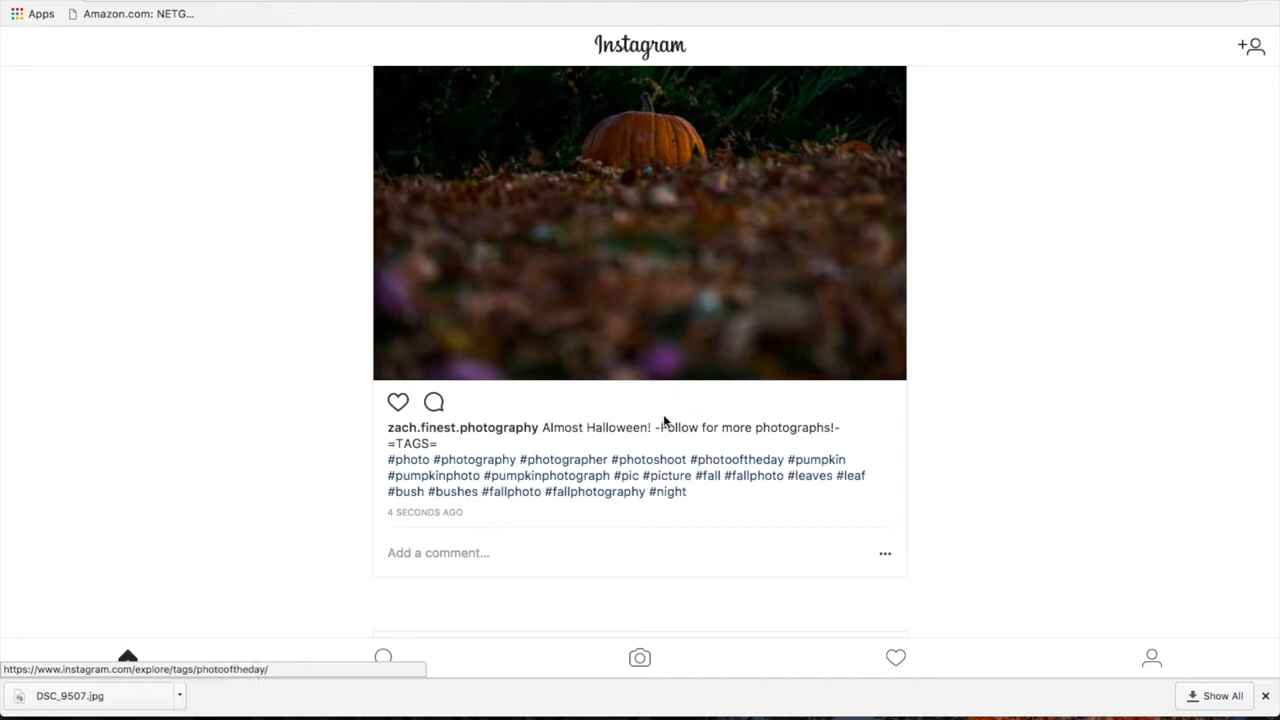 Apps Amazon.com: NETG...
Instagram
zach.finest.photography Almost Halloween! -Follow for more photographs!-
=TAGS=
#photo #photography #photographer #photoshoot #photooftheday #pumpkin
#pumpkinphoto #pumpkinphotograph #pic #picture #fall #fallphoto #leaves #leaf
#bush #bushes #fallphoto #fallphotography #night
4 SECONDS AGO
Add a comment...
https://www.instagram.com/explore/tags/photooftheday/
DSC_9507.jpg Show All